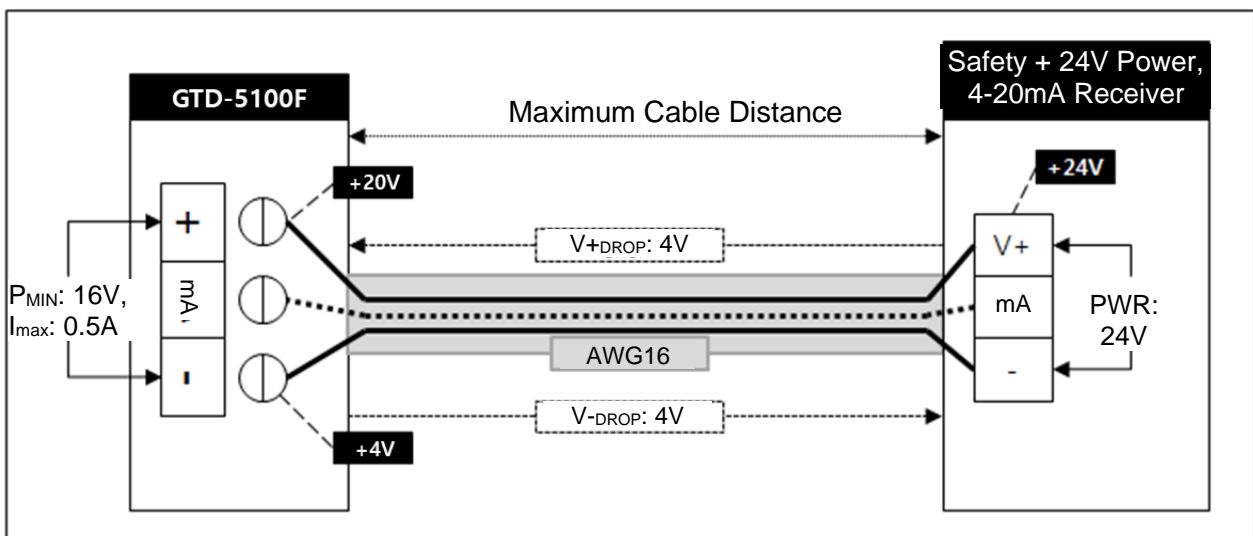 Safety + 24V Power,
4-20mA Receiver
GTD-5100F
Maximum Cable Distance
+20V
+24V
+
V+DROP: 4V
V+
PMIN: 16V,
Imax: 0.5A
mA
mA
PWR:
24V
AWG16
-
-
V-DROP: 4V
+4V